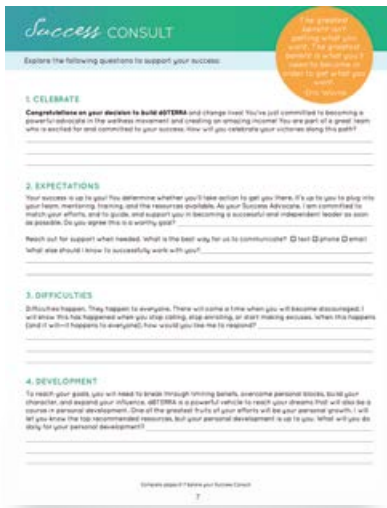 Success CONSULT
The greatest
benefit isn't
getting what you
want. The greatest
benefit is what you'll
need to become in
order to get what you
want.
Explore the following questions to support your success:
1. CELEBRATE
Congratulations on your decision to build dōTERRA and change lives! You've just committed to becoming a
powerful advocate in the wellness movement and creating an amazing income! You are part of a great team
who is excited for and committed to your success. How will you celebrate your victories along this path?
2. EXPECTATIONS
Your success is up to you! You determine whether you'll take action to get you there. It's up to you to plug into
your team, mentoring, training, and the resources available. As your Success Advocate, I am committed to
match your efforts, and to guide, and support you in becoming a successful and independent leader as soon
as possible. Do you agree this is a worthy goal?
Reach out for support when needed. What is the best way for us to communicate? ☐ text ☐ phone ☐ email
What else should I know to successfully work with you?
3. DIFFICULTIES
Difficulties happen. They happen to everyone. There will come a time when you will become discouraged; I
will know this has happened when you stop calling, stop enrolling, or start making excuses. When this happens
(and it will—it happens to everyone), how would you like me to respond?
4. DEVELOPMENT
To reach your goals, you will need to break through limiting beliefs, overcome personal blocks, build your
character, and expand your influence. dōTERRA is a powerful vehicle to reach your dreams that will also be a
course in personal development. One of the greatest fruits of your efforts will be your personal growth. I will
let you know the top recommended resources, but your personal development is up to you. What will you do
daily for your personal development?
Complete pages before your Success Consult
7